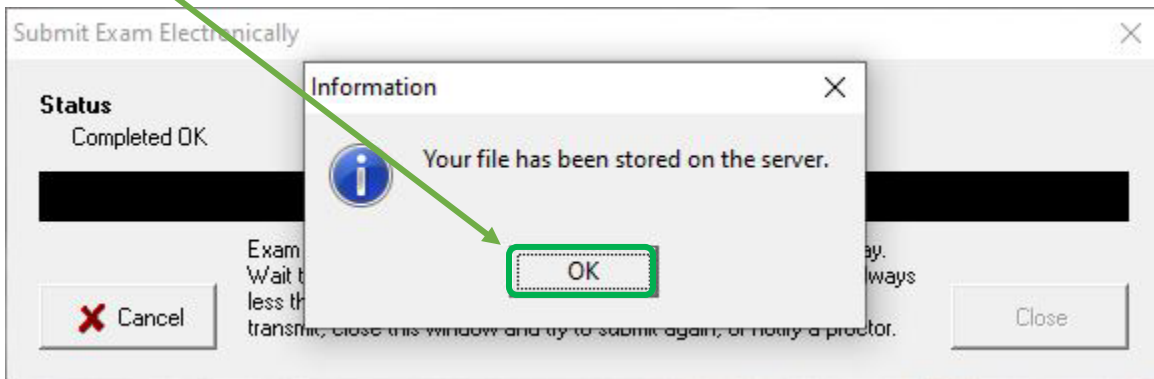 Submit Exam Electronically
Information
Status
Completed OK
Your file has been stored on the server.
OK
Exam
ay.
Wait
lways
less
transmit, close this window and try to submit again, or notify a proctor.
Cancel
Close